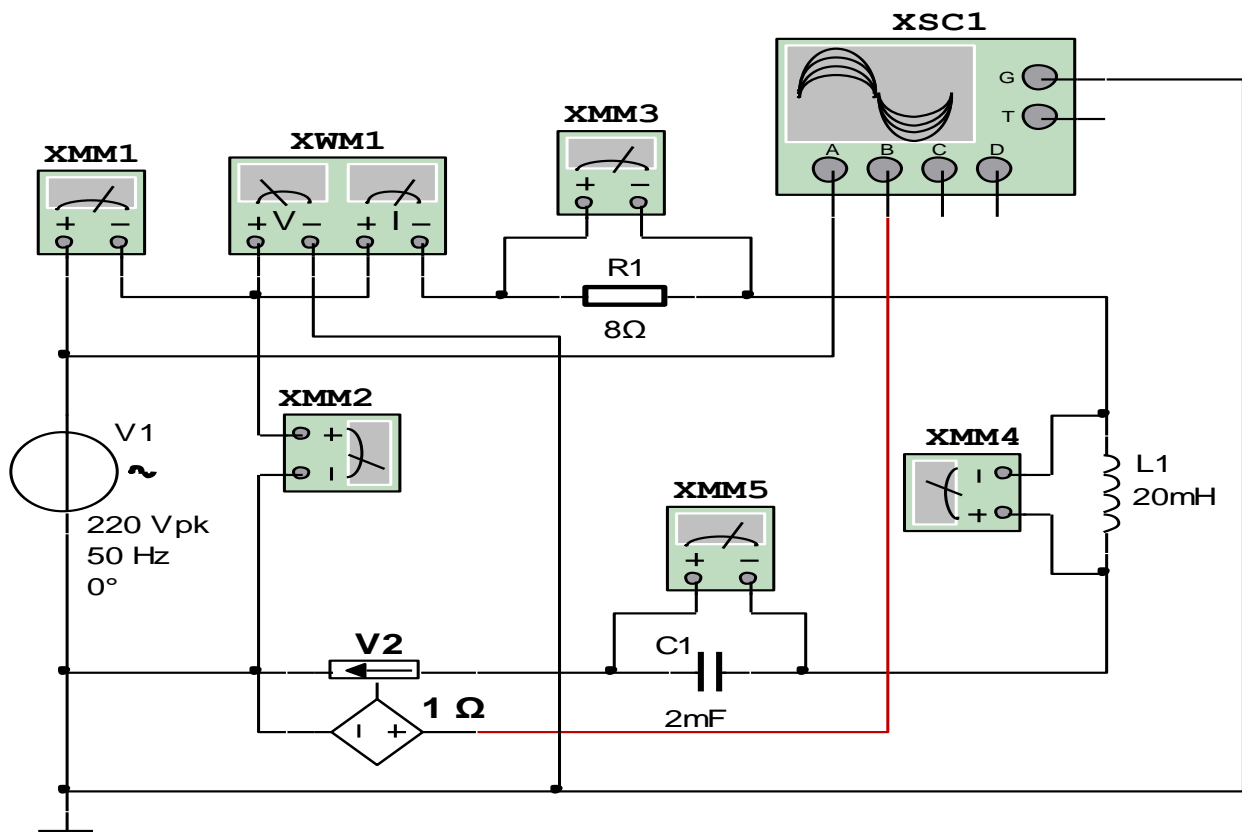 XSC1
G
T
A B C D
XMM3
+ −
XWM1
+ V − + I −
XMM1
+ −
R1
8Ω
XMM2
+
−
V1
220 Vpk
50 Hz
0°
XMM4
−
+
L1
20mH
XMM5
+ −
V2
C1
1 Ω
2mF
− +